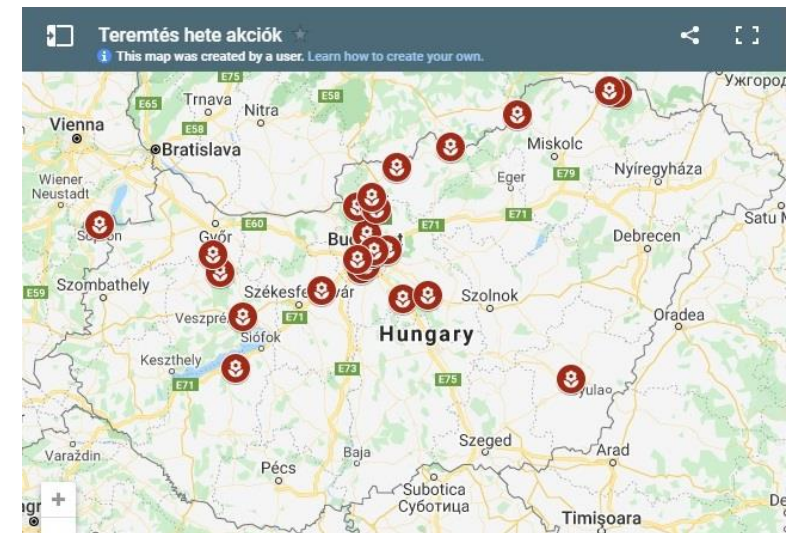 Teremtés hete akciók
This map was created by a user. Learn how to create your own.
Ужгород
E75
Trnava
E65
E58
Nitra
Vienna
E58
Miskolc
Bratislava
Eger
E79
Nyíregyháza
Wiener
Neustadt
Satu M
E60
E71
E71
Győr
Debrecen
E59
Szombathely
Székesfe
vár
Szolnok
Oradea
Veszpré
E71
Siófok
Hungary
Keszthely
E71
E73
E75
yula
Szeged
Arad
Varaždin
Baja
Pécs
Subotica
Суботица
Timișoara
De
agr
+